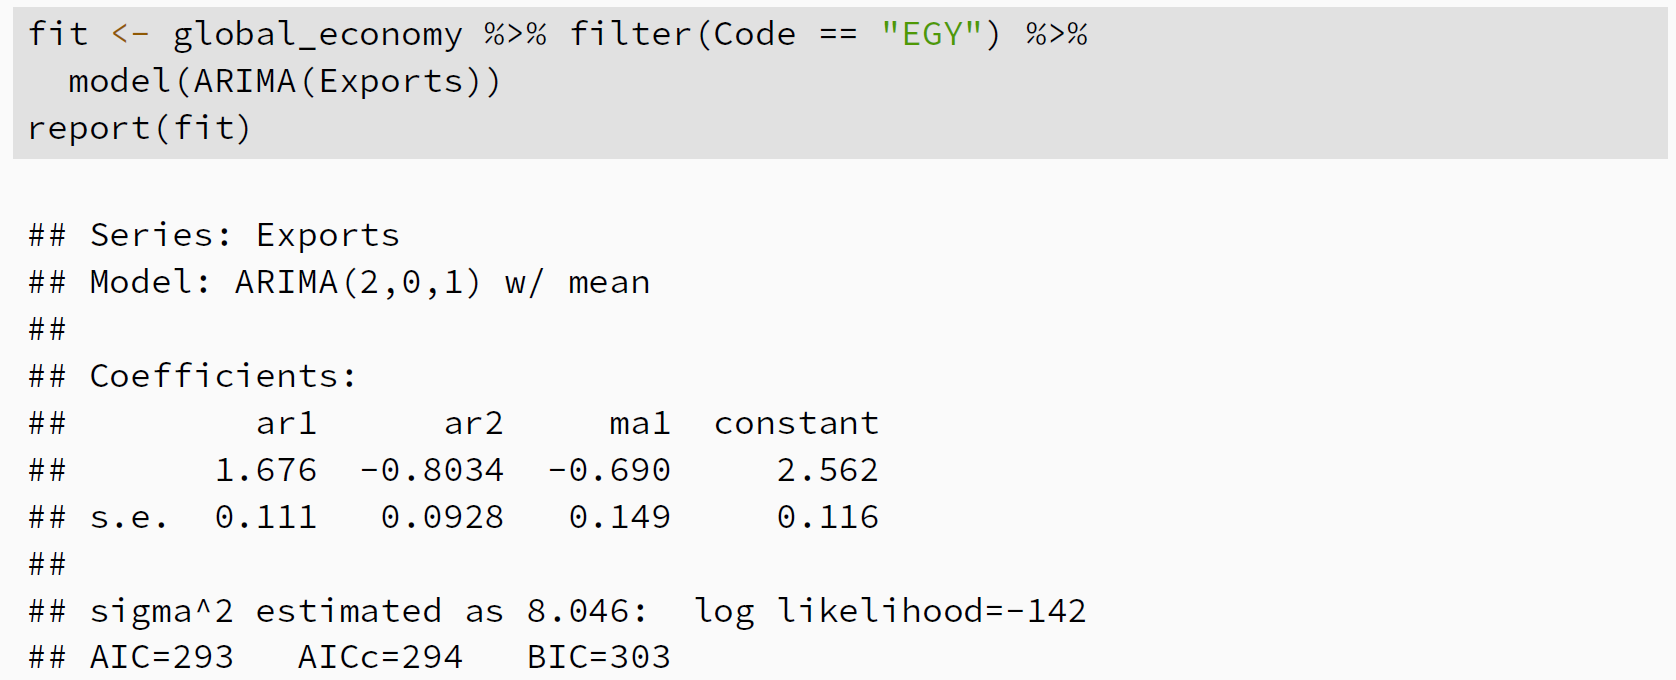 fit <- global_economy %>% filter(Code == "EGY") %>%
  model(ARIMA(Exports))
report(fit)
## Series: Exports
## Model: ARIMA(2,0,1) w/ mean
##
## Coefficients:
##         ar1      ar2     ma1  constant
##       1.676  -0.8034  -0.690     2.562
## s.e.  0.111   0.0928   0.149     0.116
##
## sigma^2 estimated as 8.046:  log likelihood=-142
## AIC=293   AICc=294   BIC=303